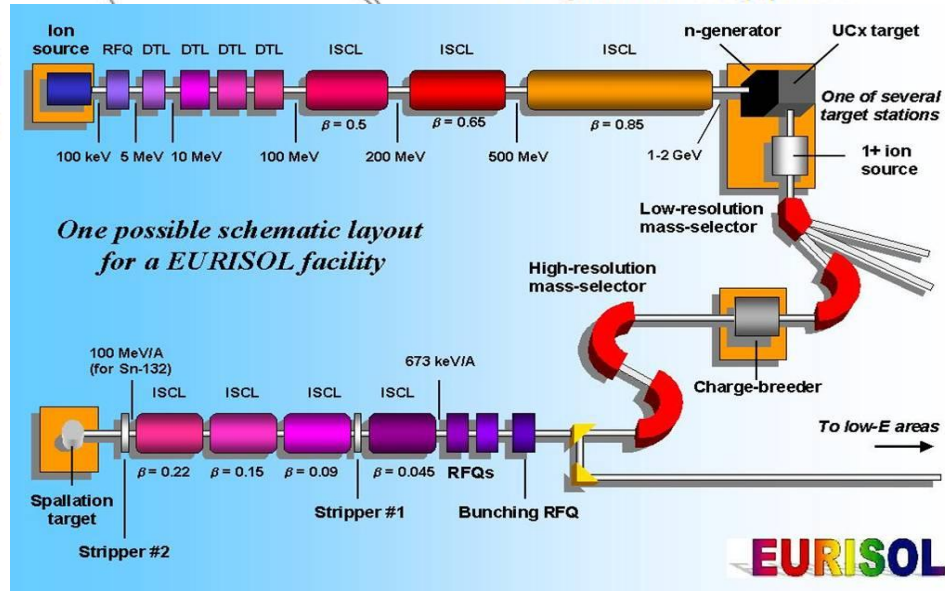 Ion
source
RFQ DTL DTL DTL DTL ISCL ISCL ISCL
n-generator UCx target
One of several
target stations
β = 0.5 β = 0.65 β = 0.85
100 keV 5 MeV 10 MeV 100 MeV 200 MeV 500 MeV 1-2 GeV
1+ ion
source
Low-resolution
mass-selector
One possible schematic layout
for a EURISOL facility
High-resolution
mass-selector
Charge-breeder
100 MeV/A
(for Sn-132)
673 keV/A
ISCL ISCL ISCL ISCL
To low-E areas
β = 0.22 β = 0.15 β = 0.09 β = 0.045 RFQs
Spallation
target
Stripper #1 Bunching RFQ
Stripper #2
EURISOL